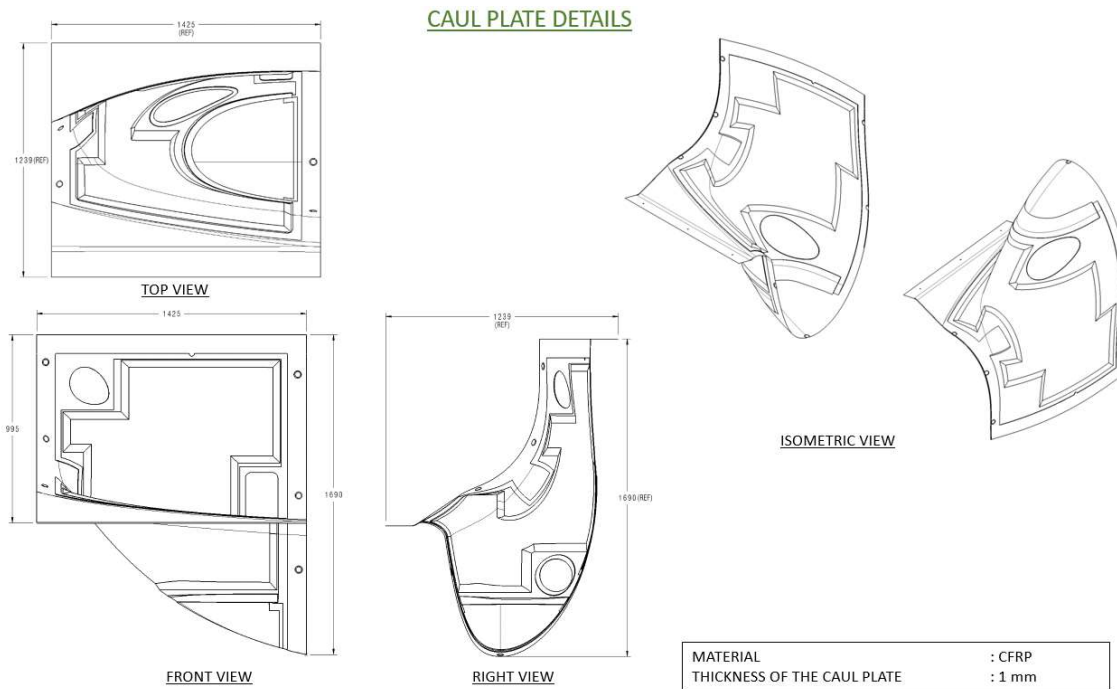 CAUL PLATE DETAILS
1425
(REF)
1239(REF)
TOP VIEW
1425
995
1690
FRONT VIEW
1239
(REF)
1690(REF)
RIGHT VIEW
ISOMETRIC VIEW
MATERIAL : CFRP
THICKNESS OF THE CAUL PLATE : 1 mm